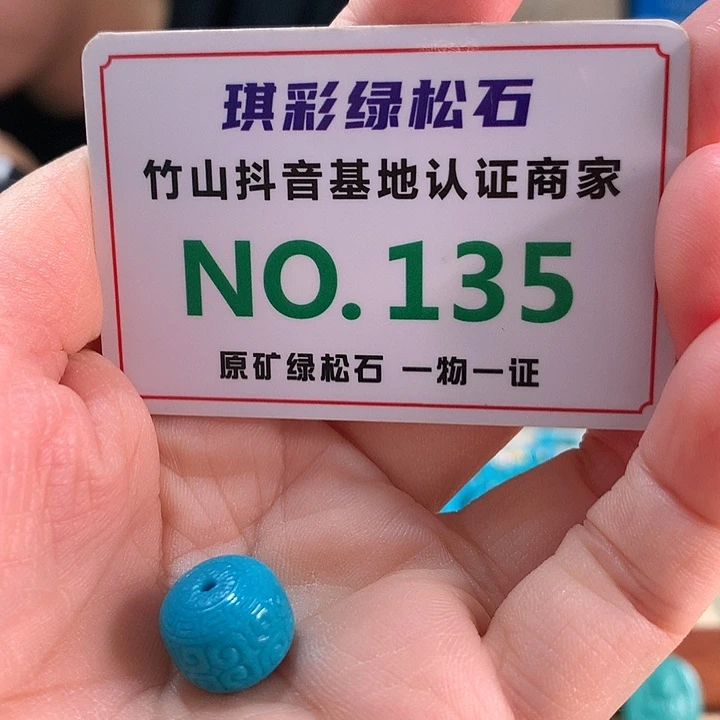 琪彩绿松石
竹山抖音基地认证商家
NO.135
原矿绿松石 一物一证